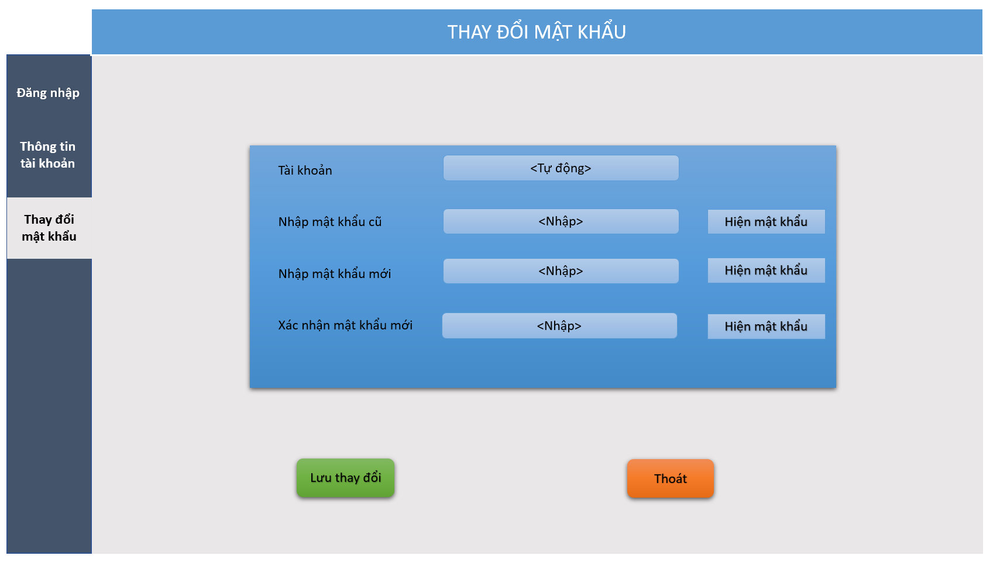 THAY ĐỔI MẬT KHẨU
Đăng nhập
Thông tin
tài khoản
Thay đổi
mật khẩu
Tài khoản
<Tự động>
Nhập mật khẩu cũ
<Nhập>
Hiện mật khẩu
Nhập mật khẩu mới
<Nhập>
Hiện mật khẩu
Xác nhận mật khẩu mới
<Nhập>
Hiện mật khẩu
Lưu thay đổi
Thoát